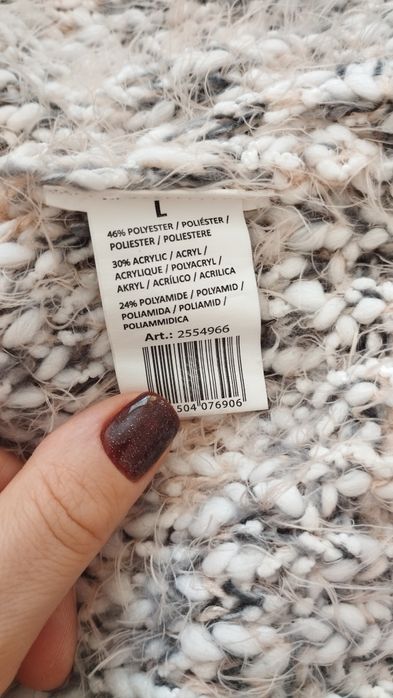 L
46% POLYESTER / POLIÉSTER /
POLIESTER / POLIESTERE
30% ACRYLIC / ACRYL /
ACRYLIQUE / POLYACRYL /
AKRYL / ACRÍLICO / ACRILICA
24% POLYAMIDE / POLYAMID /
POLIAMIDA / POLIAMID /
POLIAMMIDICA
Art.: 2554966
504 076906